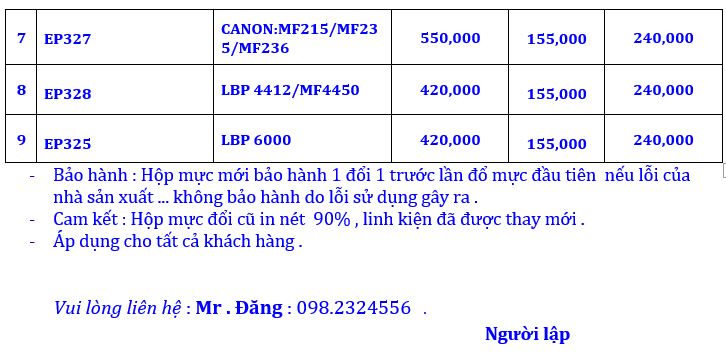 7 EP327 CANON:MF215/MF23
5/MF236 550,000 155,000 240,000
8 EP328 LBP 4412/MF4450 420,000 155,000 240,000
9 EP325 LBP 6000 420,000 155,000 240,000
- Bảo hành : Hộp mực mới bảo hành 1 đổi 1 trước lần đổ mực đầu tiên nếu lỗi của
nhà sản xuất ... không bảo hành do lỗi sử dụng gây ra .
- Cam kết : Hộp mực đổi cũ in nét 90% , linh kiện đã được thay mới .
- Áp dụng cho tất cả khách hàng .
Vui lòng liên hệ : Mr . Đăng : 098.2324556 .
Người lập